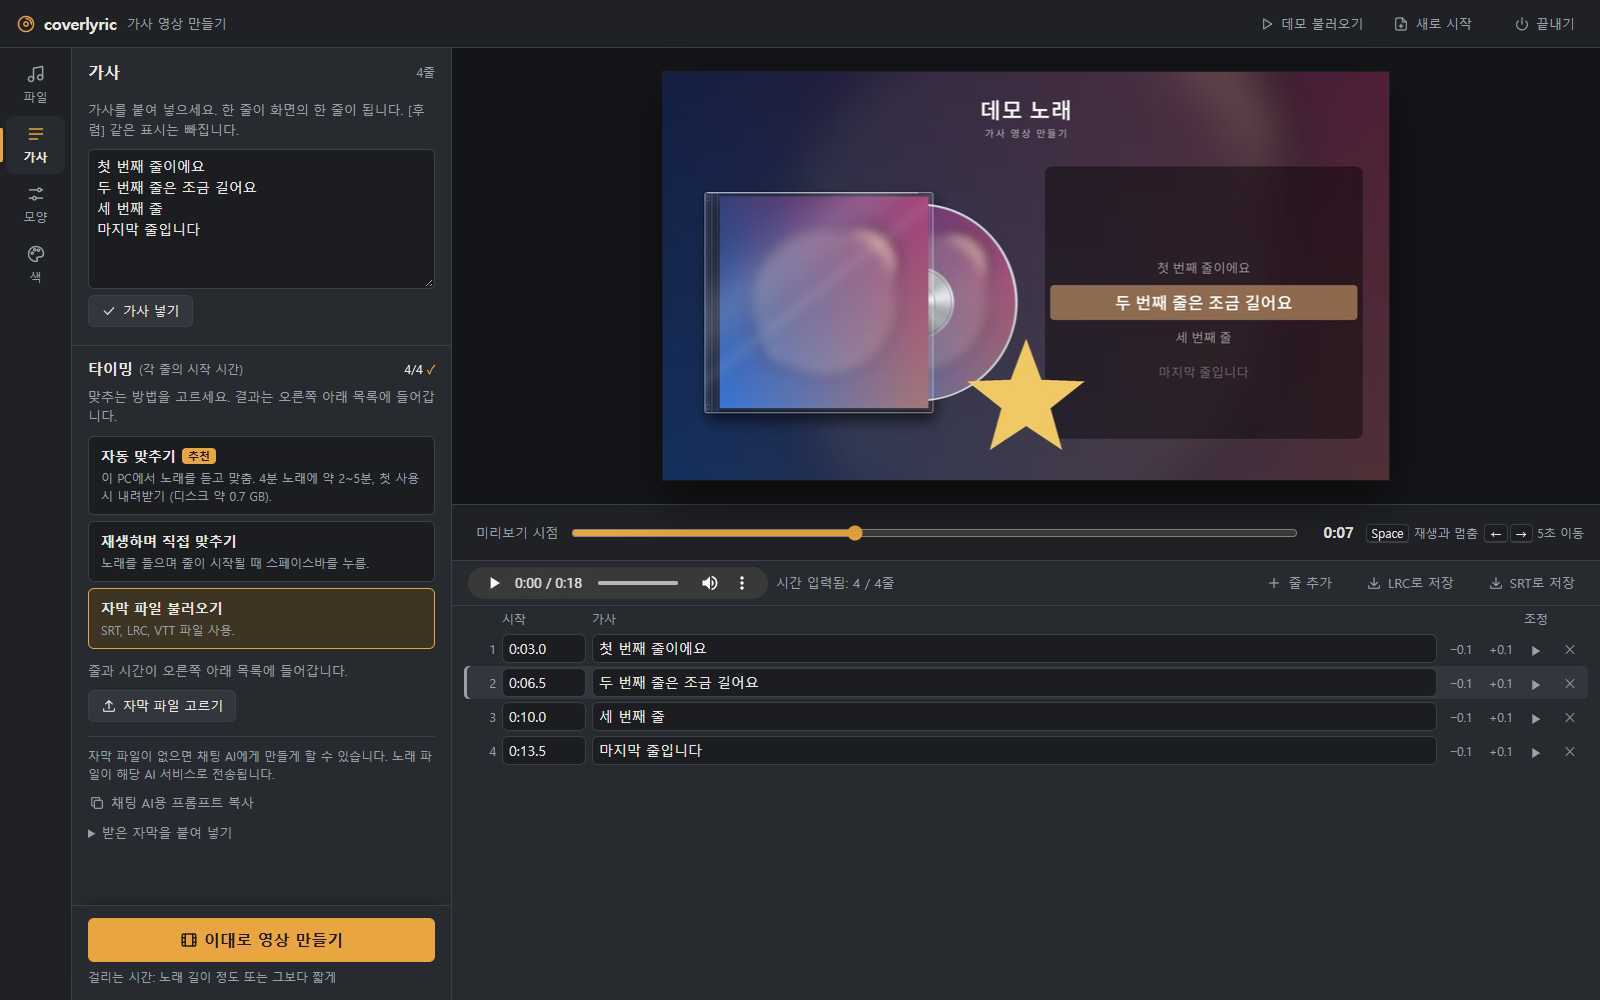 coverlyric 가사 영상 만들기
데모 불러오기
새로 시작
끝내기
파일
가사
모양
색
가사
4줄
가사를 붙여 넣으세요. 한 줄이 화면의 한 줄이 됩니다. [후
렴] 같은 표시는 빠집니다.
첫 번째 줄이에요
두 번째 줄은 조금 길어요
세 번째 줄
마지막 줄입니다
가사 넣기
타이밍 (각 줄의 시작 시간)
4/4 ✓
맞추는 방법을 고르세요. 결과는 오른쪽 아래 목록에 들어갑
니다.
자동 맞추기 추천
이 PC에서 노래를 듣고 맞춤. 4분 노래에 약 2~5분, 첫 사용
시 내려받기 (디스크 약 0.7 GB).
재생하며 직접 맞추기
노래를 들으며 줄이 시작될 때 스페이스바를 누름.
자막 파일 불러오기
SRT, LRC, VTT 파일 사용.
줄과 시간이 오른쪽 아래 목록에 들어갑니다.
자막 파일 고르기
자막 파일이 없으면 채팅 AI에게 만들게 할 수 있습니다. 노래 파
일이 해당 AI 서비스로 전송됩니다.
채팅 AI용 프롬프트 복사
▶ 받은 자막을 붙여 넣기
이대로 영상 만들기
걸리는 시간: 노래 길이 정도 또는 그보다 짧게
데모 노래
가사 영상 만들기
첫 번째 줄이에요
두 번째 줄은 조금 길어요
세 번째 줄
마지막 줄입니다
미리보기 시점
0:07
Space 재생과 멈춤 ← → 5초 이동
0:00 / 0:18
시간 입력됨: 4 / 4줄
줄 추가
LRC로 저장
SRT로 저장
시작 가사 조정
1 0:03.0 첫 번째 줄이에요 −0.1 +0.1 ▶ ×
2 0:06.5 두 번째 줄은 조금 길어요 −0.1 +0.1 ▶ ×
3 0:10.0 세 번째 줄 −0.1 +0.1 ▶ ×
4 0:13.5 마지막 줄입니다 −0.1 +0.1 ▶ ×